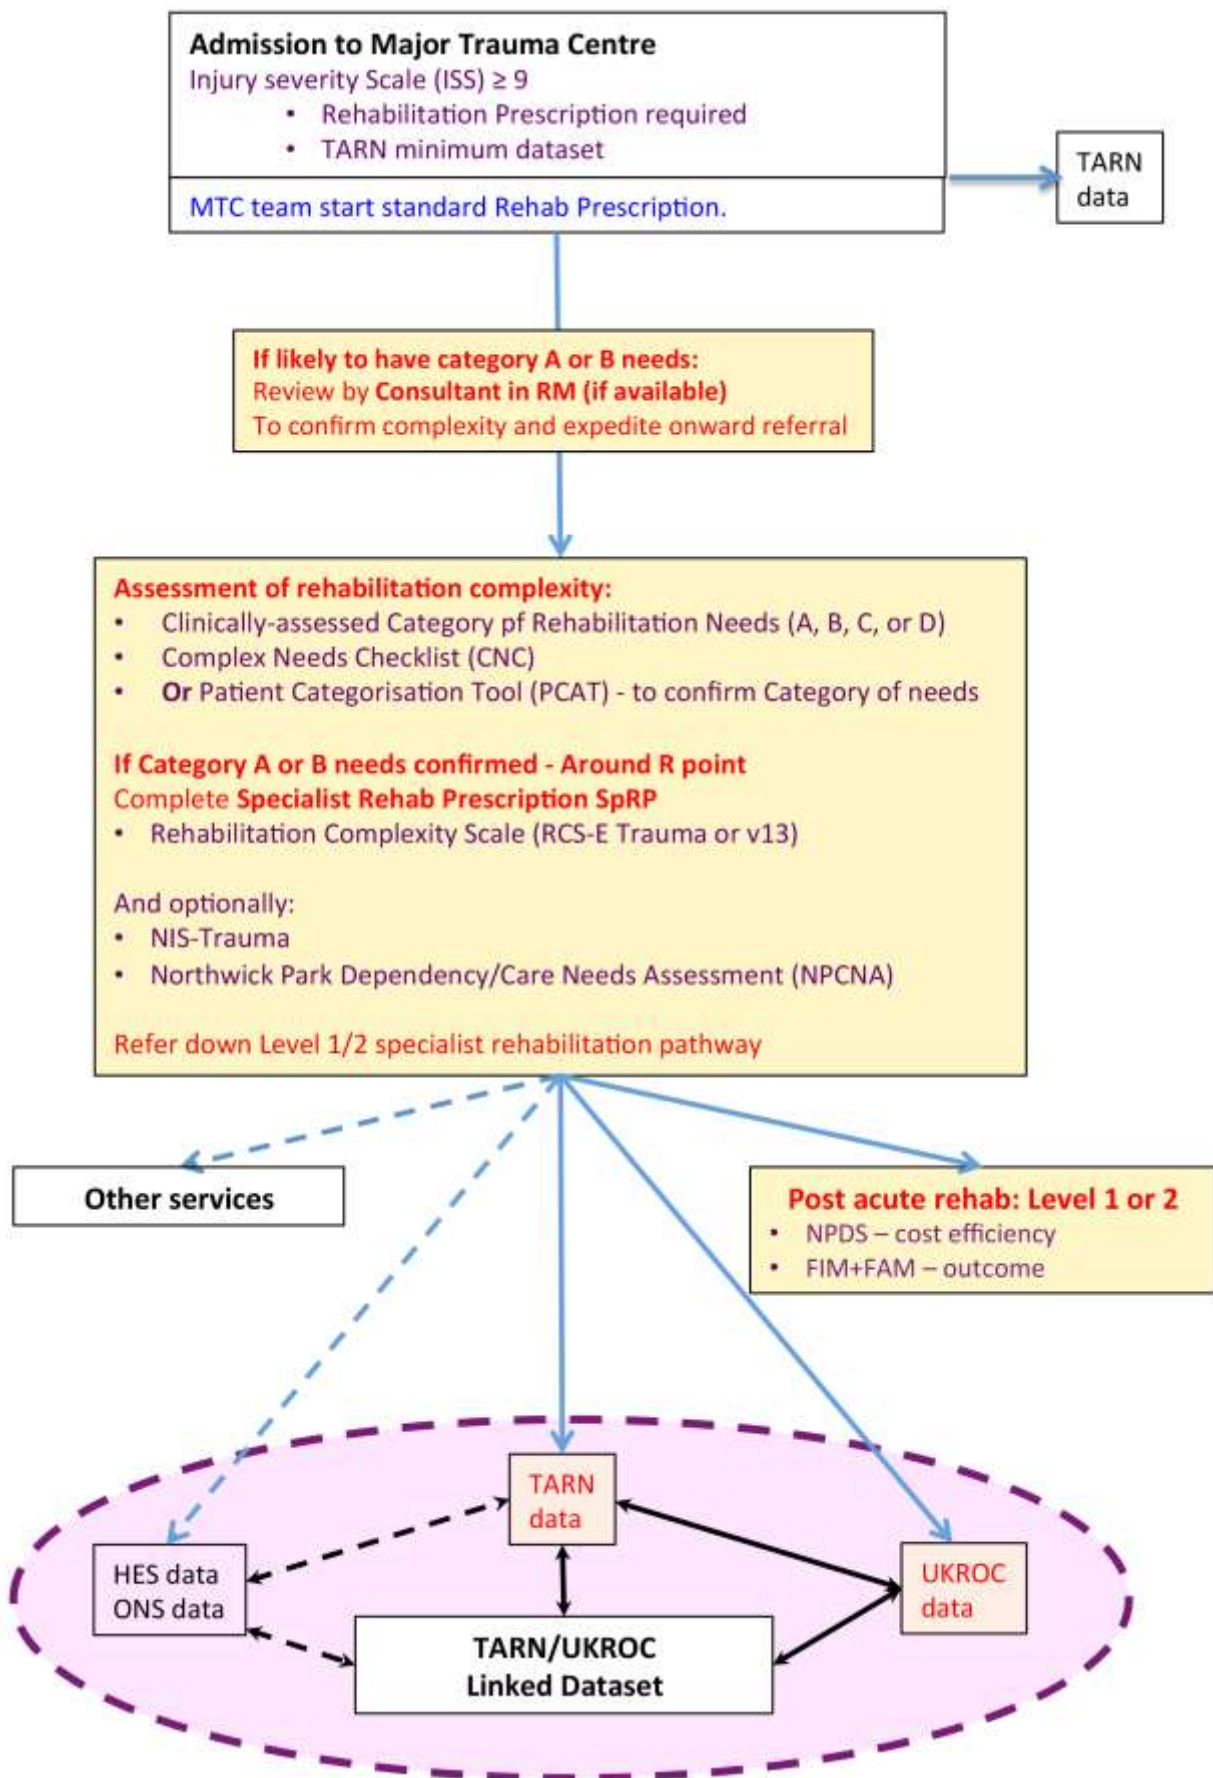 Admission to Major Trauma Centre
Injury severity Scale (ISS) ≥ 9
• Rehabilitation Prescription required
• TARN minimum dataset
MTC team start standard Rehab Prescription.
TARN
data
If likely to have category A or B needs:
Review by Consultant in RM (if available)
To confirm complexity and expedite onward referral
Assessment of rehabilitation complexity:
• Clinically-assessed Category pf Rehabilitation Needs (A, B, C, or D)
• Complex Needs Checklist (CNC)
• Or Patient Categorisation Tool (PCAT) - to confirm Category of needs
If Category A or B needs confirmed - Around R point
Complete Specialist Rehab Prescription SpRP
• Rehabilitation Complexity Scale (RCS-E Trauma or v13)
And optionally:
• NIS-Trauma
• Northwick Park Dependency/Care Needs Assessment (NPCNA)
Refer down Level 1/2 specialist rehabilitation pathway
Other services
Post acute rehab: Level 1 or 2
• NPDS – cost efficiency
• FIM+FAM – outcome
TARN
data
HES data
ONS data
UKROC
data
TARN/UKROC
Linked Dataset